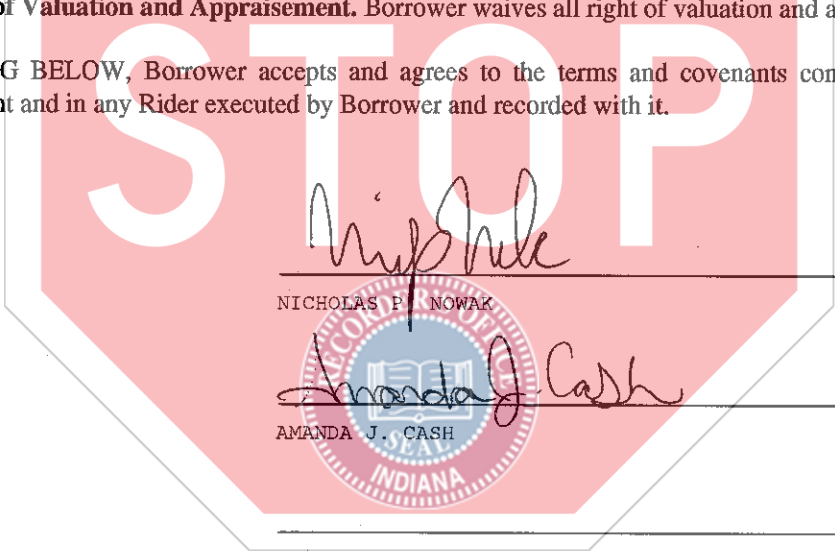 of Valuation and Appraisement. Borrower waives all right of valuation and a
G BELOW, Borrower accepts and agrees to the terms and covenants con
nt and in any Rider executed by Borrower and recorded with it.
STOP
NICHOLAS P NOWAK
Amanda J. Cash
AMANDA J. CASH
RECORDER'S OFFICE
SEAL
INDIANA